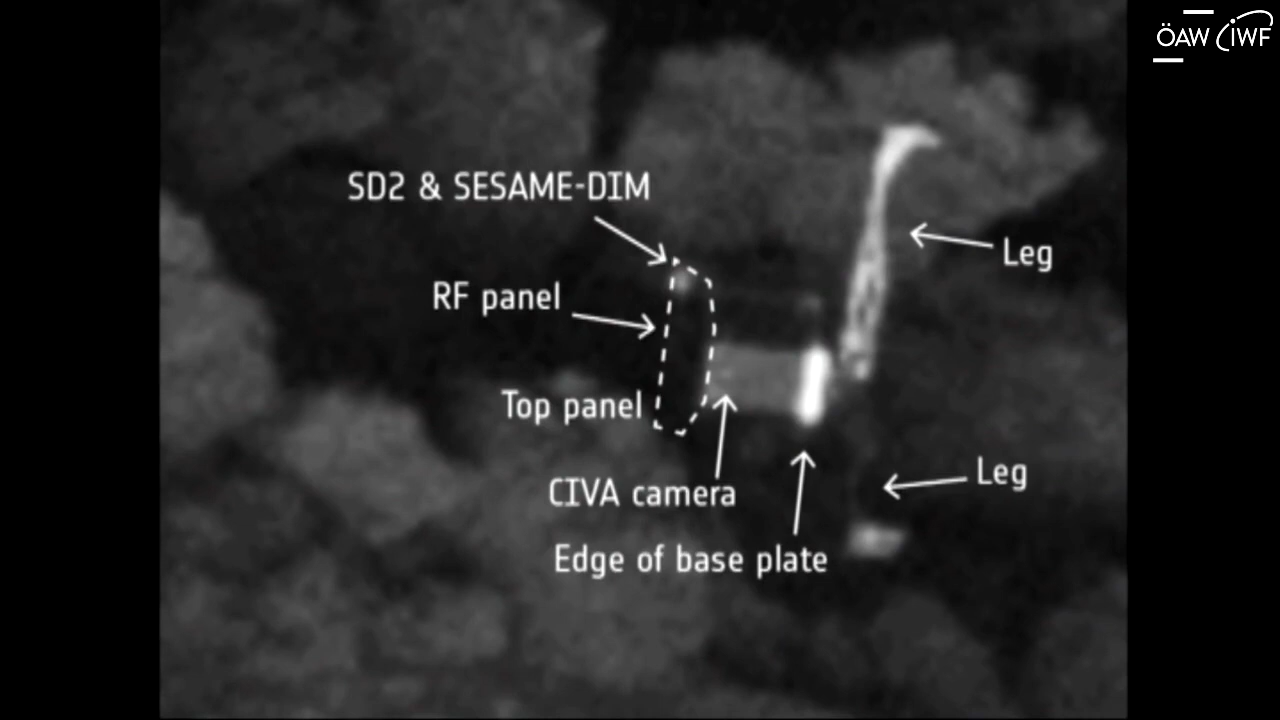 ÖAW IWF
SD2 & SESAME-DIM
Leg
RF panel
Top panel
Leg
CIVA camera
Edge of base plate